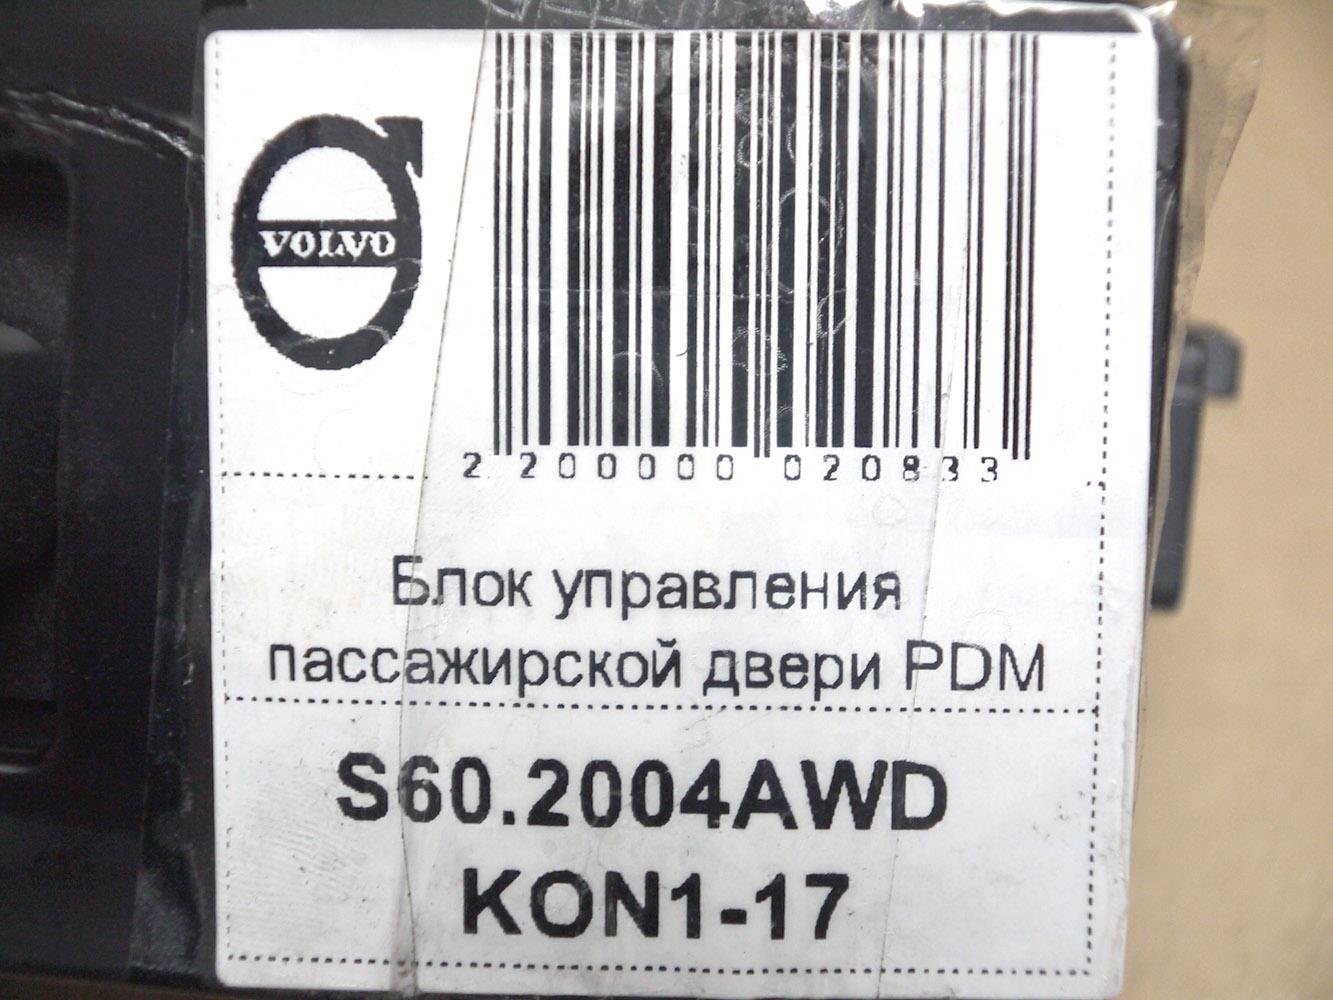 VOLVO
2 200000 020833
Блок управления
пассажирской двери PDM
S60.2004AWD
KON1-17